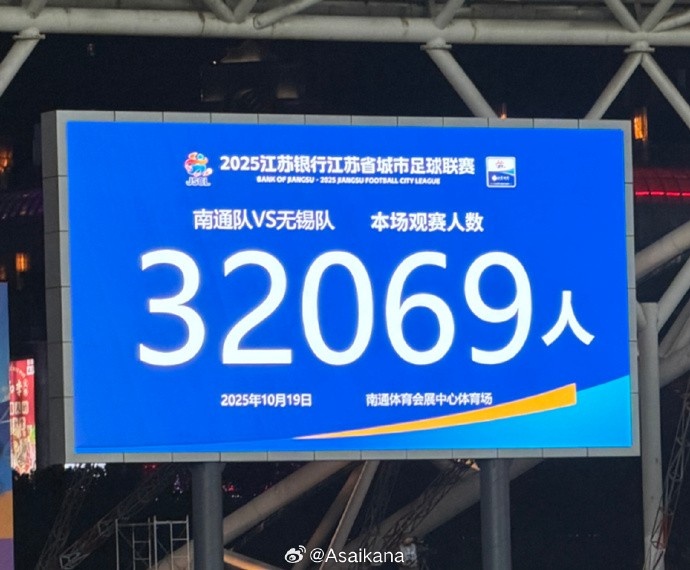 JSCL
2025江苏银行江苏省城市足球联赛
BANK OF JIANGSU · 2025 JIANGSU FOOTBALL CITY LEAGUE
南通队VS无锡队 本场观赛人数
32069人
2025年10月19日 南通体育会展中心体育场
@Asaikana